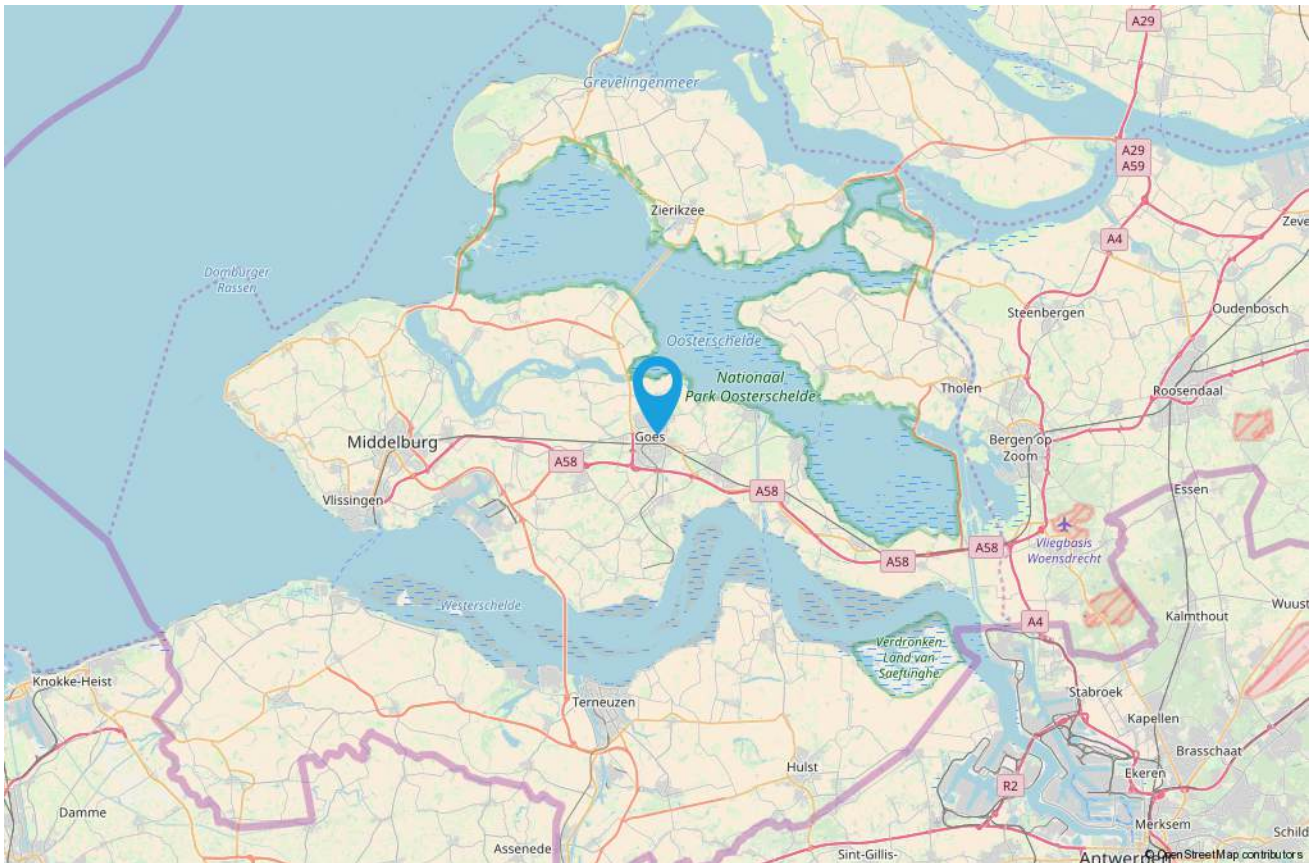 A29
Grevelingenmeer
A29
A59
Zierikzee
Zeve
A4
Domburger
Rassen
Steenbergen
Oudenbosch
Oosterschelde
Nationaal
Park Oosterschelde
Tholen
Roosendaal
Goes
Middelburg
Bergen op
Zoom
A58
A58
Essen
Vlissingen
A58
A58
Vliegbasis
Woensdrecht
Westerschelde
A4
Kalmthout
Wuust
Verdronken
Land van
Saeftinghe
Knokke-Heist
Terneuzen
Stabroek
Kapellen
Brasschaat
Hulst
Ekeren
R2
Damme
Merksem
Schild
Assenede
Sint-Gillis-
Antwerpen
© OpenStreetMap contributors